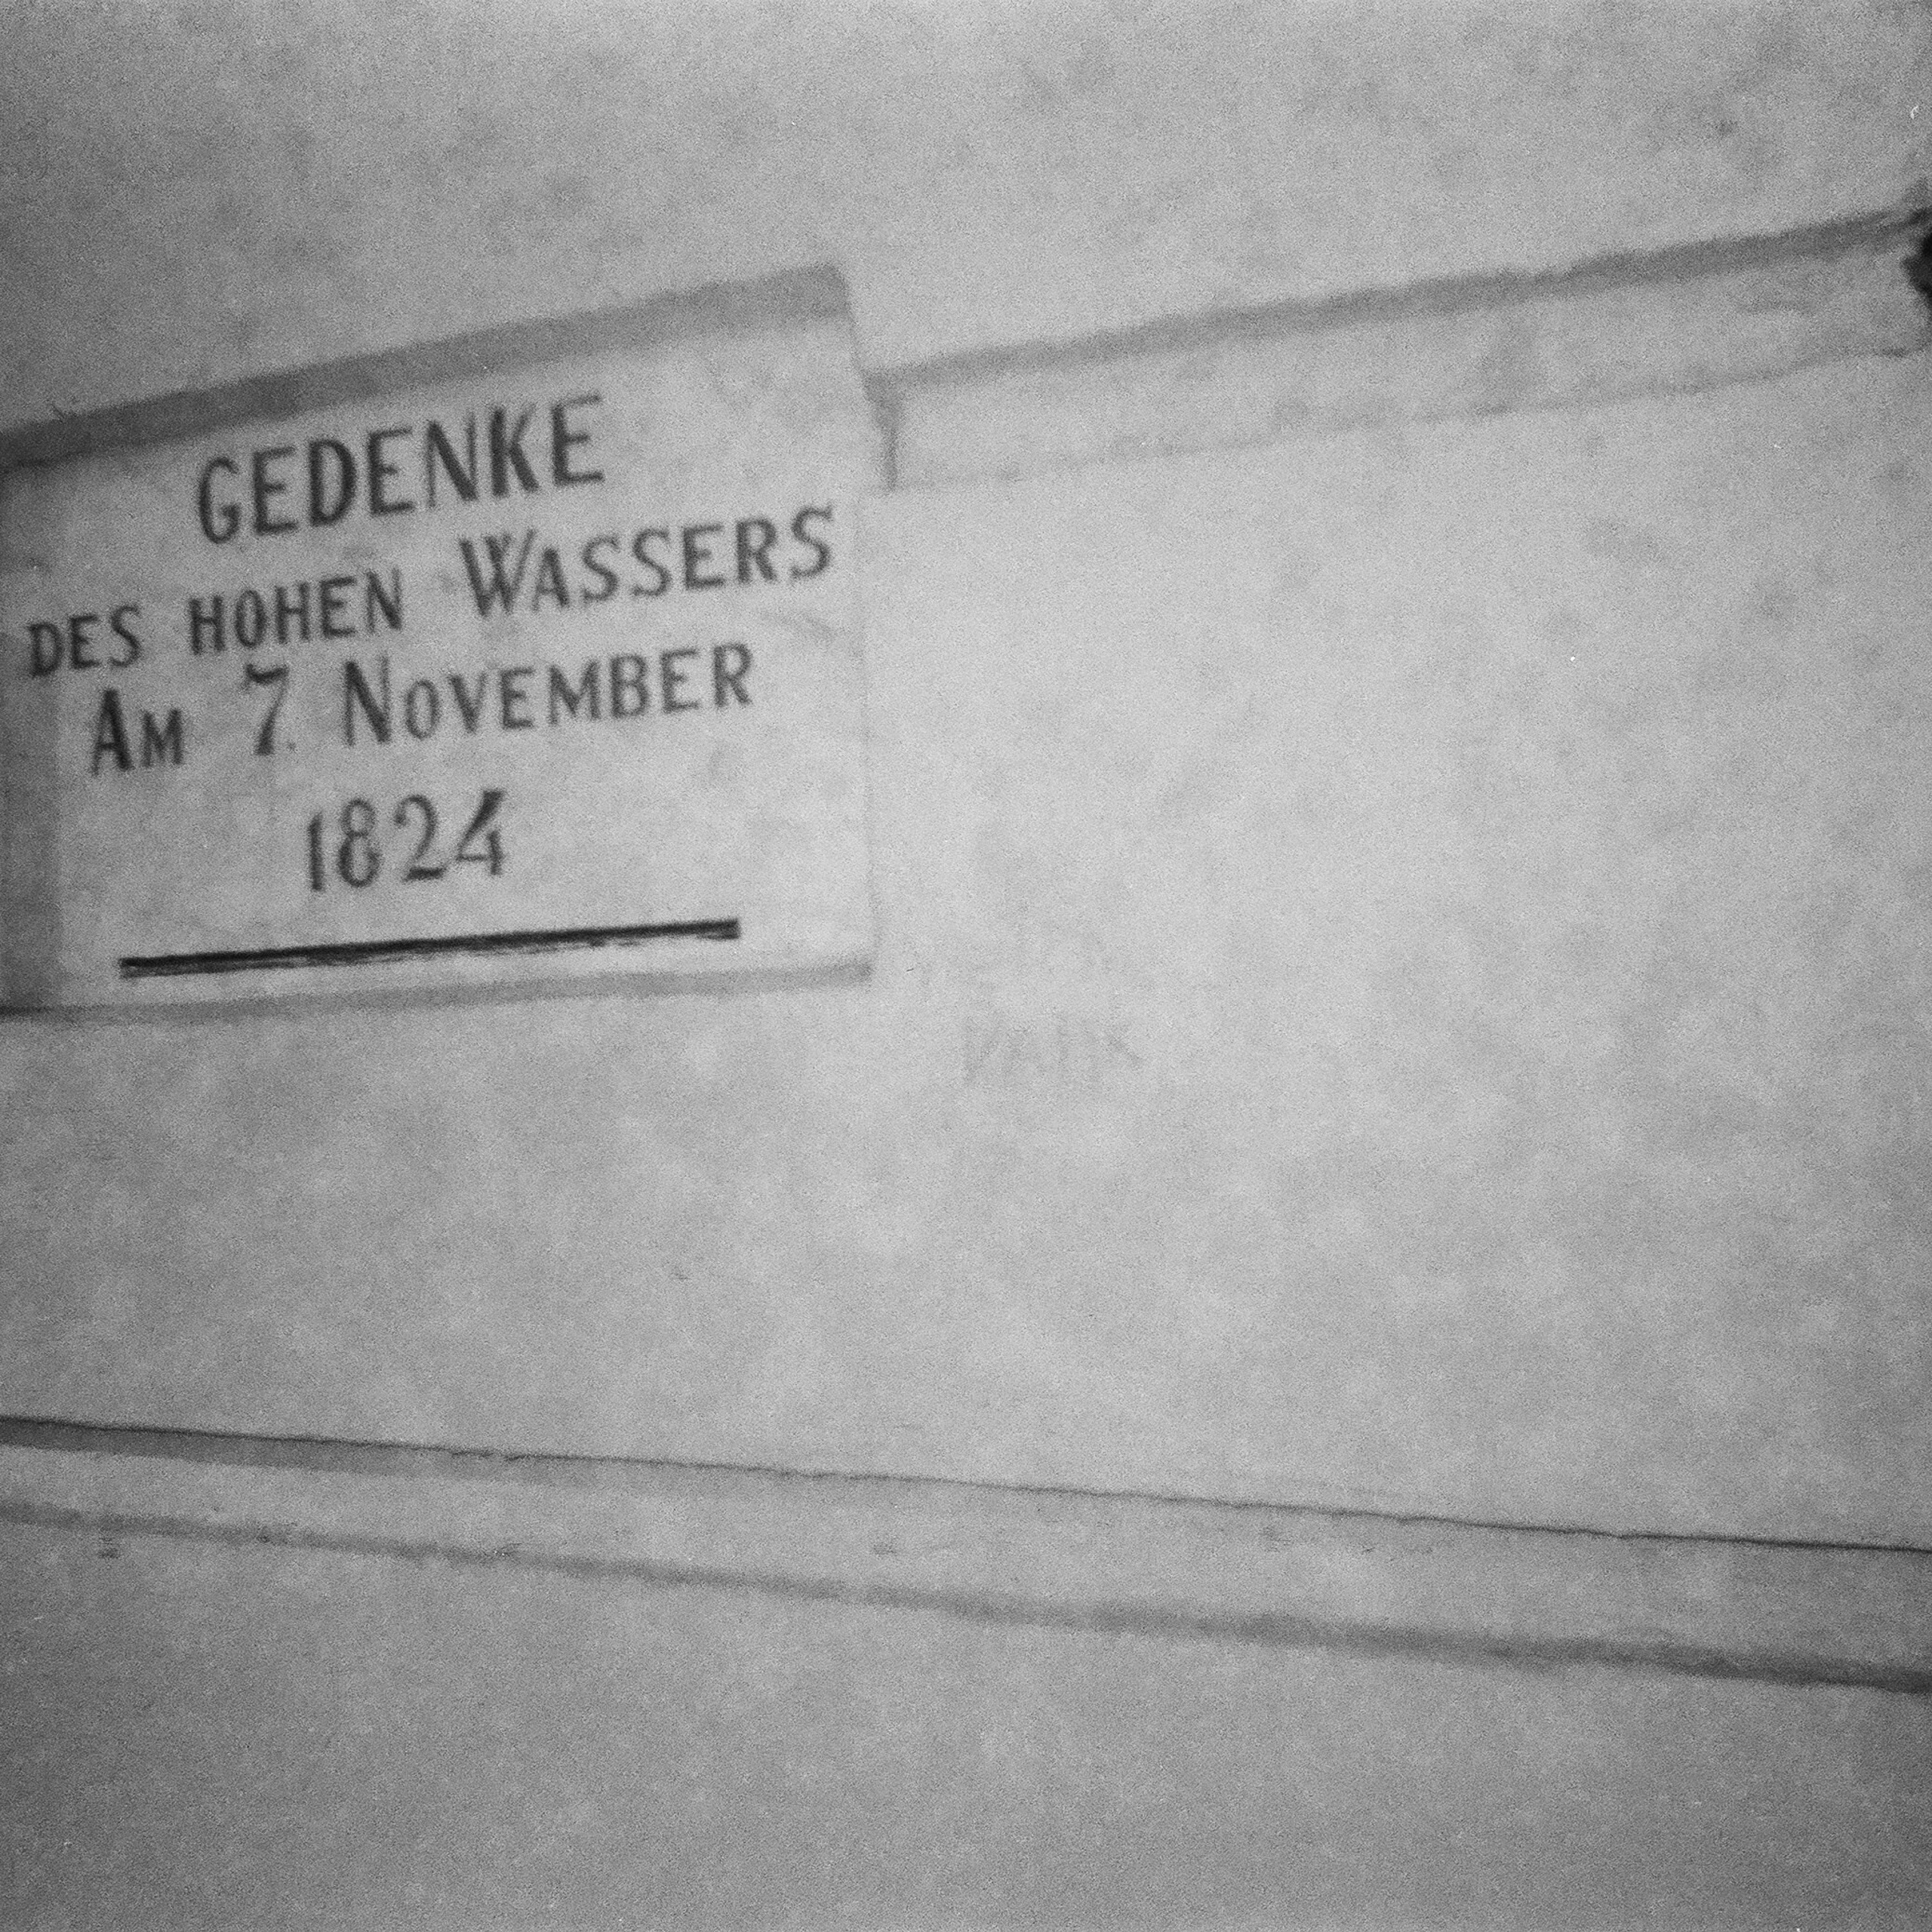 GEDENKE
DES HOHEN WASSERS
AM 7. NOVEMBER
1824